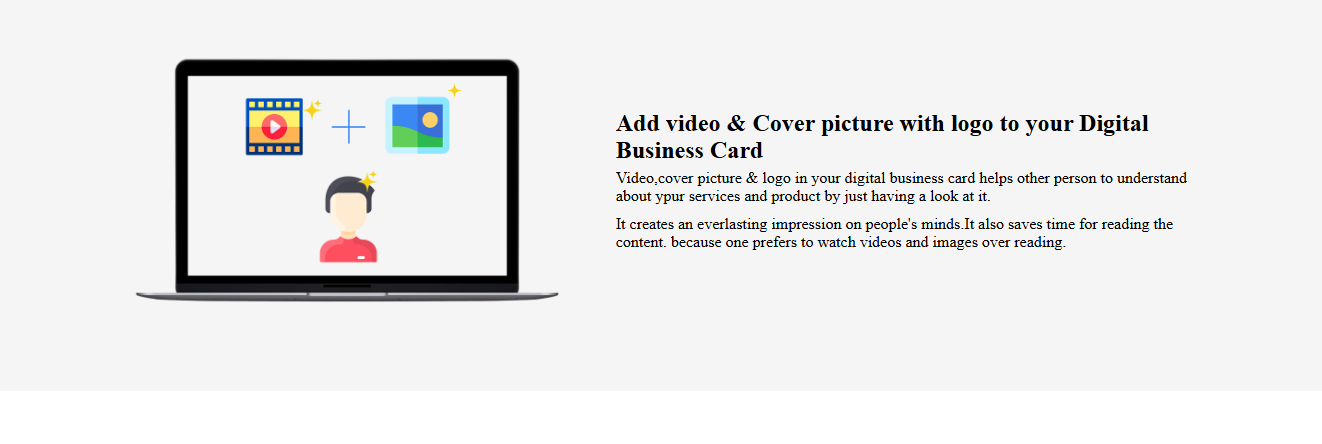 Add video & Cover picture with logo to your Digital
Business Card
Video,cover picture & logo in your digital business card helps other person to understand
about ypur services and product by just having a look at it.
It creates an everlasting impression on people's minds.It also saves time for reading the
content. because one prefers to watch videos and images over reading.